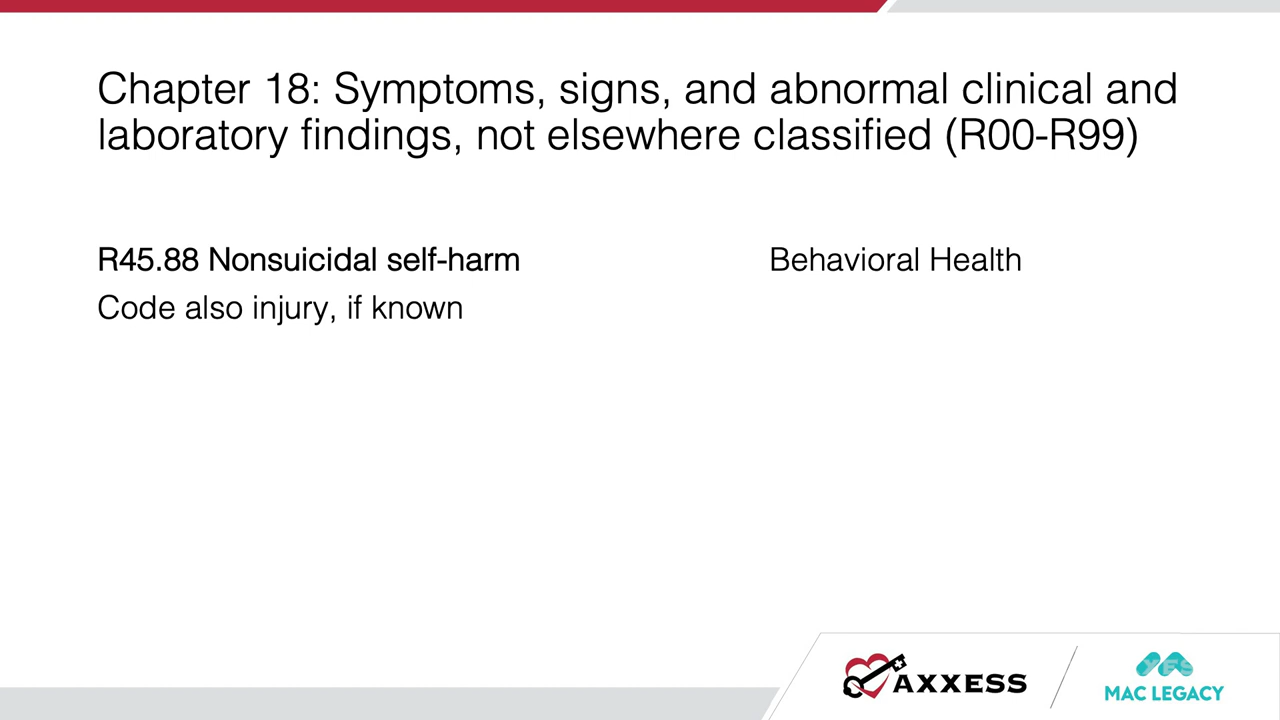 Chapter 18: Symptoms, signs, and abnormal clinical and
laboratory findings, not elsewhere classified (R00-R99)
R45.88 Nonsuicidal self-harm
Behavioral Health
Code also injury, if known
AXXESS
MAC LEGACY